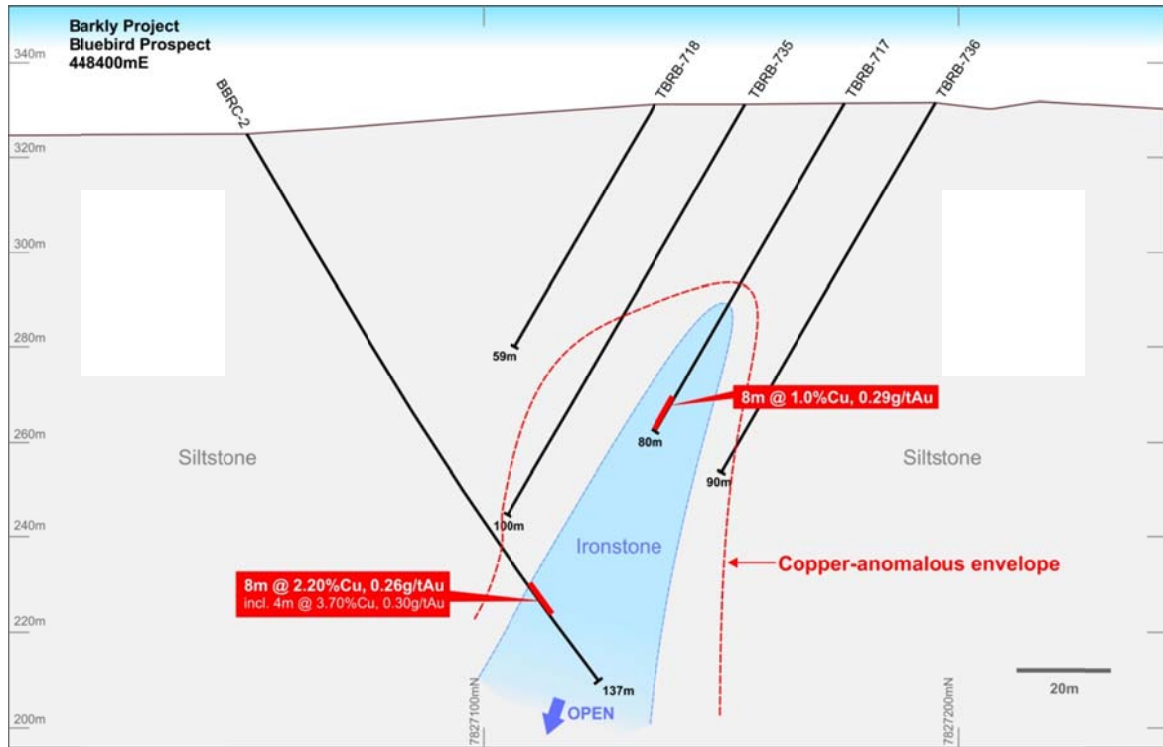 Barkly Project
Bluebird Prospect
448400mE
340m
320m
300m
280m
260m
240m
220m
200m
BBRC-2
TBRB-718
TBRB-735
TBRB-717
TBRB-736
59m
8m @ 1.0%Cu, 0.29g/tAu
80m
Siltstone
Siltstone
90m
100m
Ironstone
Copper-anomalous envelope
8m @ 2.20%Cu, 0.26g/tAu
incl. 4m @ 3.70%Cu, 0.30g/tAu
137m
OPEN
7827100mN
7827200mN
20m